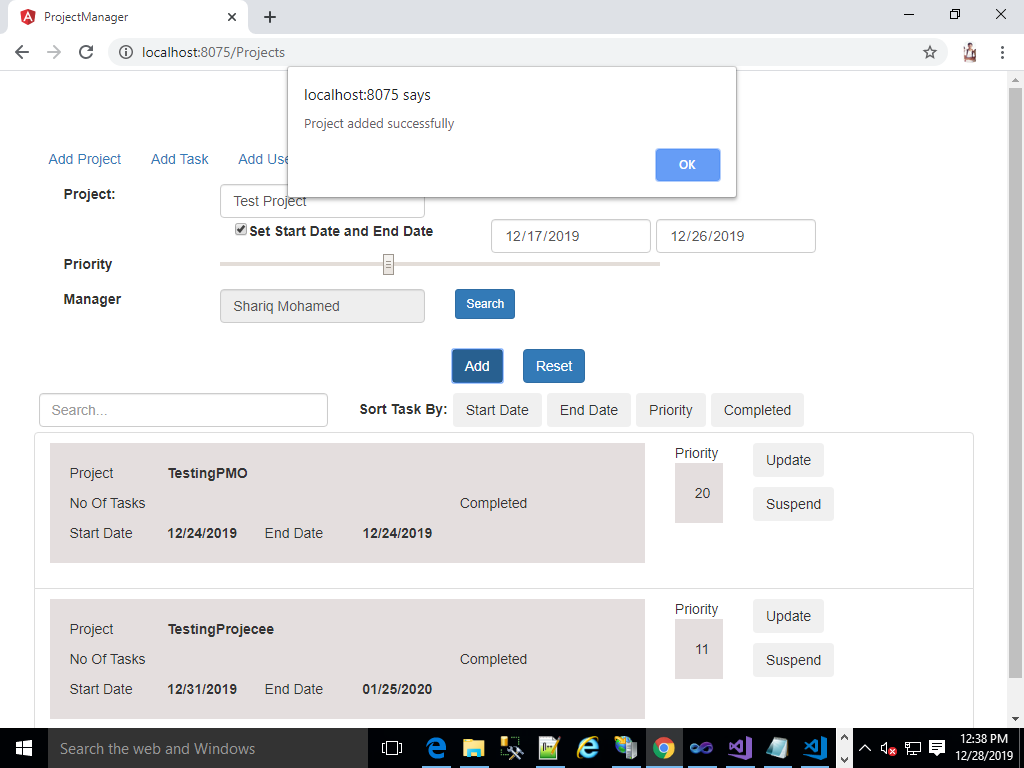 ProjectManager
localhost:8075/Projects
localhost:8075 says
Project added successfully
OK
Add Project Add Task Add Use
Project: Test Project
Set Start Date and End Date 12/17/2019 12/26/2019
Priority
Manager Shariq Mohamed Search
Add Reset
Search... Sort Task By: Start Date End Date Priority Completed
Project TestingPMO Priority Update
No Of Tasks Completed 20 Suspend
Start Date 12/24/2019 End Date 12/24/2019
Project TestingProjecee Priority Update
No Of Tasks Completed 11 Suspend
Start Date 12/31/2019 End Date 01/25/2020
Search the web and Windows 12:38 PM
12/28/2019